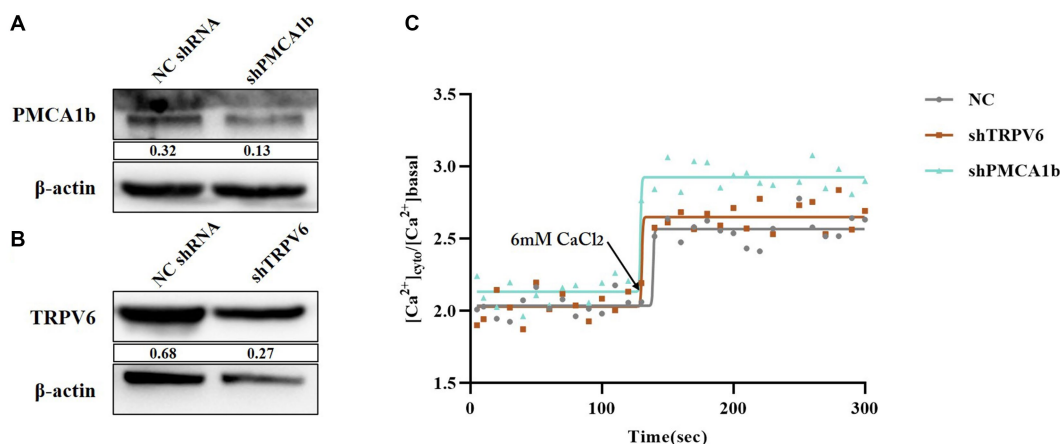 A
NC shRNA
shPMCA1b
PMCA1b
0.32 0.13
β-actin
B
NC shRNA
shTRPV6
TRPV6
0.68 0.27
β-actin
C
3.5
3.0
2.5
2.0
1.5
[Ca²⁺]cyto/[Ca²⁺]basal
6mM CaCl₂
0 100 200 300
Time(sec)
NC
shTRPV6
shPMCA1b